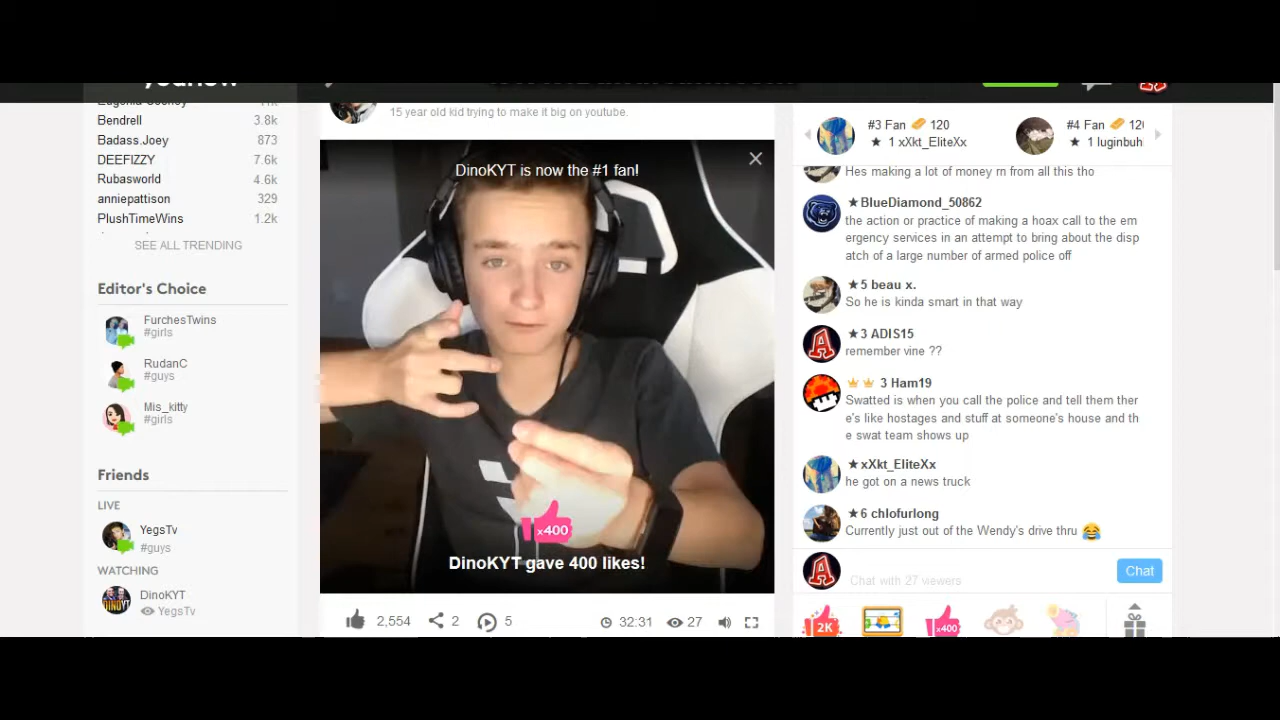 younow
Eugenia Cooney 11k
Bendrell 3.8k
Badass.Joey 873
DEEFIZZY 7.6k
Rubasworld 4.6k
anniepattison 329
PlushTimeWins 1.2k
SEE ALL TRENDING
Editor's Choice
FurchesTwins
#girls
RudanC
#guys
Mis_kitty
#girls
Friends
LIVE
YegsTv
#guys
WATCHING
DinoKYT
YegsTv
15 year old kid trying to make it big on youtube.
DinoKYT is now the #1 fan!
x400
DinoKYT gave 400 likes!
2,554 2 5 32:31 27
#3 Fan 120
★ 1 xXkt_EliteXx
#4 Fan
★ 1 luginbuh
Hes making a lot of money rn from all this tho
★BlueDiamond_50862
the action or practice of making a hoax call to the em
ergency services in an attempt to bring about the disp
atch of a large number of armed police off
★5 beau x.
So he is kinda smart in that way
★3 ADIS15
remember vine ??
3 Ham19
Swatted is when you call the police and tell them ther
e's like hostages and stuff at someone's house and th
e swat team shows up
★xXkt_EliteXx
he got on a news truck
★6 chlofurlong
Currently just out of the Wendy's drive thru 😂
Chat with 27 viewers
Chat
2K
x400